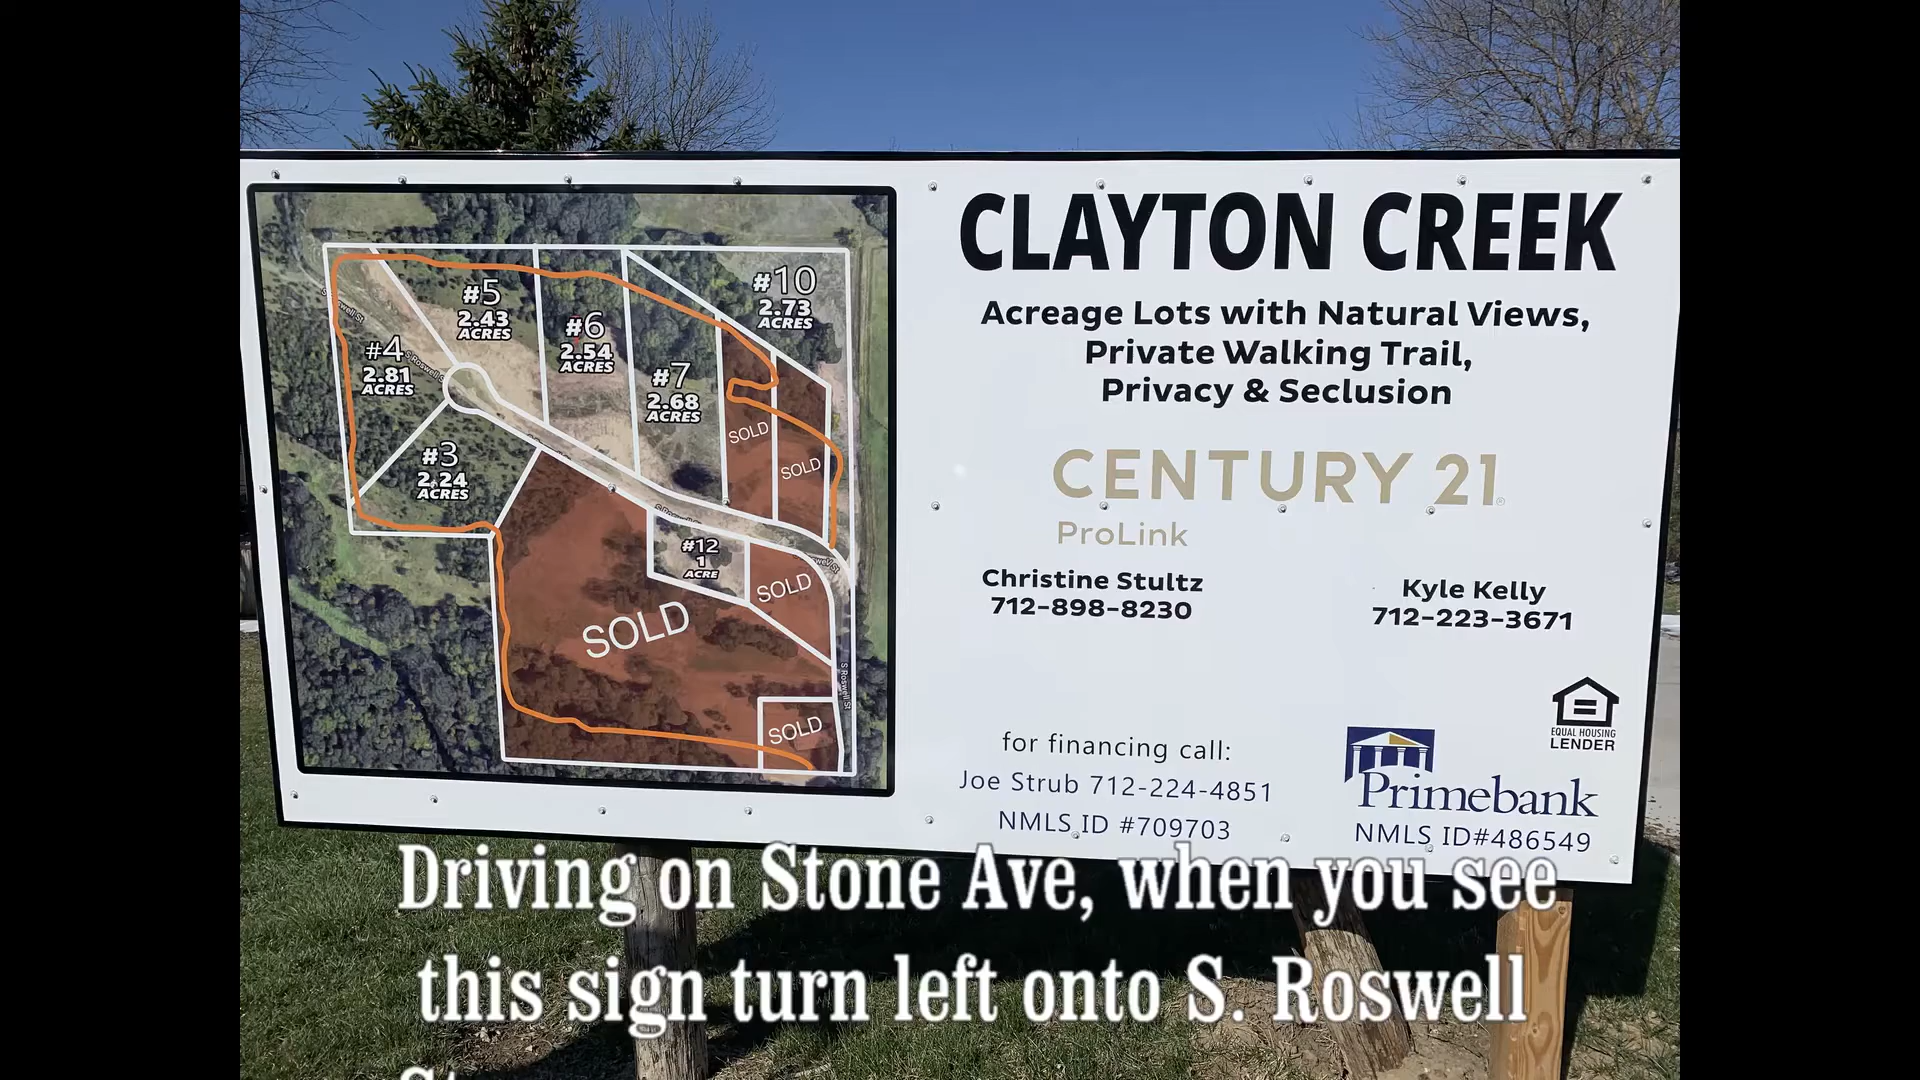 CLAYTON CREEK
Acreage Lots with Natural Views,
Private Walking Trail,
Privacy & Seclusion
CENTURY 21
ProLink
Christine Stultz
712-898-8230
Kyle Kelly
712-223-3671
for financing call:
Joe Strub 712-224-4851
NMLS ID #709703
EQUAL HOUSING
LENDER
Primebank
NMLS ID#486549
#10
2.73
ACRES
#5
2.43
ACRES
#6
2.54
ACRES
#4
2.81
ACRES
#7
2.68
ACRES
#3
2.24
ACRES
SOLD
SOLD
#12
1
ACRE
SOLD
SOLD
SOLD
S Roswell St
Driving on Stone Ave, when you see
this sign turn left onto S. Roswell